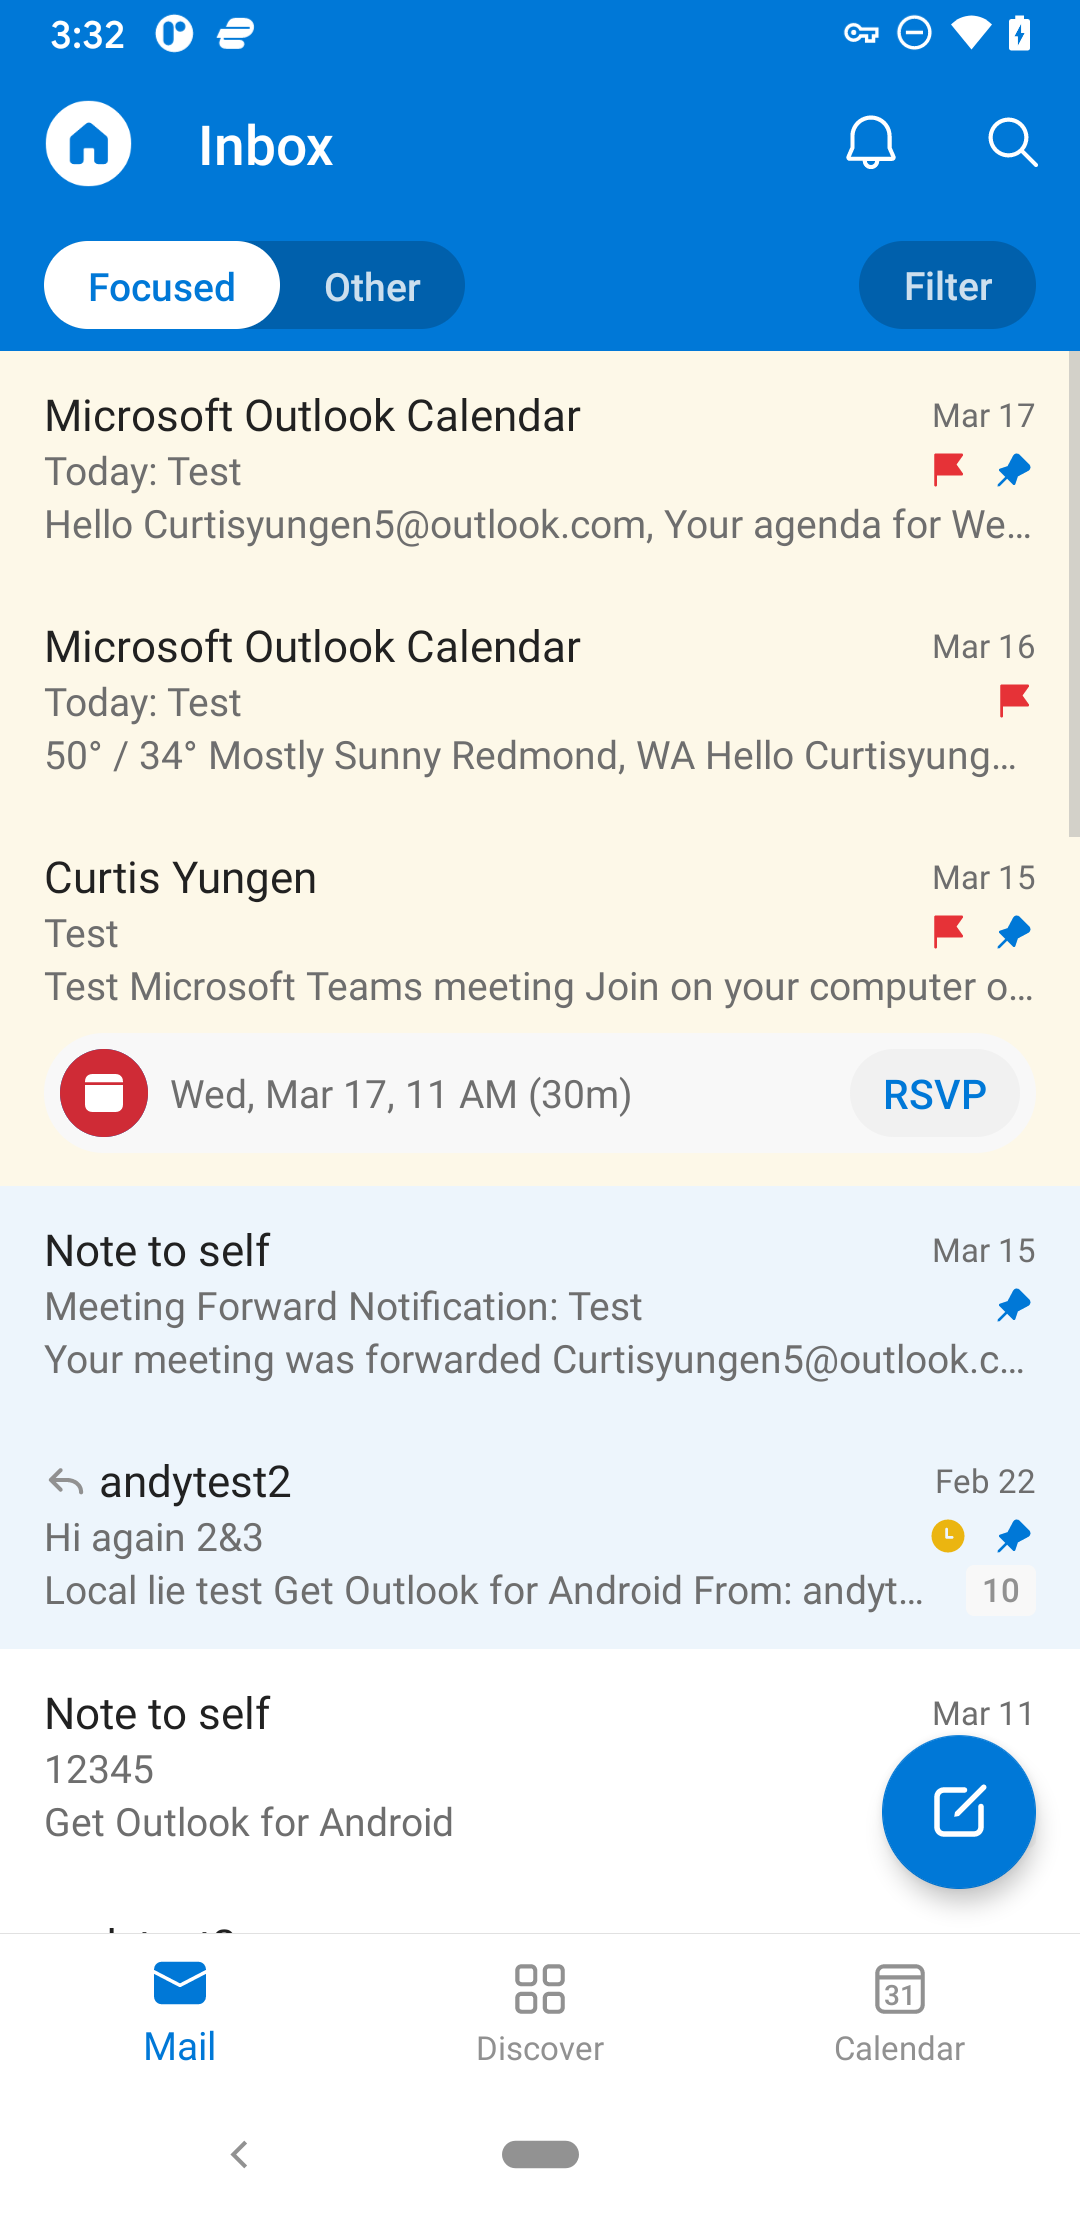 3:32
Inbox
Focused Other Filter
Microsoft Outlook Calendar Mar 17
Today: Test
Hello Curtisyungen5@outlook.com, Your agenda for We...
Microsoft Outlook Calendar Mar 16
Today: Test
50° / 34° Mostly Sunny Redmond, WA Hello Curtisyung...
Curtis Yungen Mar 15
Test
Test Microsoft Teams meeting Join on your computer o...
Wed, Mar 17, 11 AM (30m) RSVP
Note to self Mar 15
Meeting Forward Notification: Test
Your meeting was forwarded Curtisyungen5@outlook.c...
andytest2 Feb 22
Hi again 2&3
Local lie test Get Outlook for Android From: andyt... 10
Note to self Mar 11
12345
Get Outlook for Android
31
Mail Discover Calendar